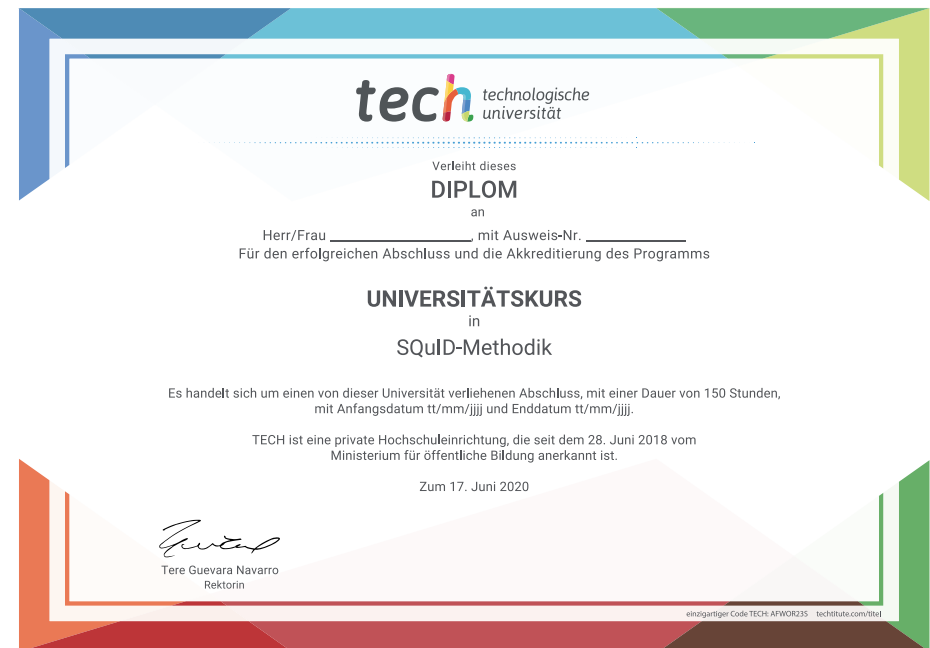 tech technologische
universität
Verleiht dieses
DIPLOM
an
Herr/Frau ____________________, mit Ausweis-Nr. ______________
Für den erfolgreichen Abschluss und die Akkreditierung des Programms
UNIVERSITÄTSKURS
in
SQuID-Methodik
Es handelt sich um einen von dieser Universität verliehenen Abschluss, mit einer Dauer von 150 Stunden,
mit Anfangsdatum tt/mm/jjjj und Enddatum tt/mm/jjjj.
TECH ist eine private Hochschuleinrichtung, die seit dem 28. Juni 2018 vom
Ministerium für öffentliche Bildung anerkannt ist.
Zum 17. Juni 2020
Tere Guevara Navarro
Rektorin
einzigartiger Code TECH: AFWOR23S techtitute.com/titel